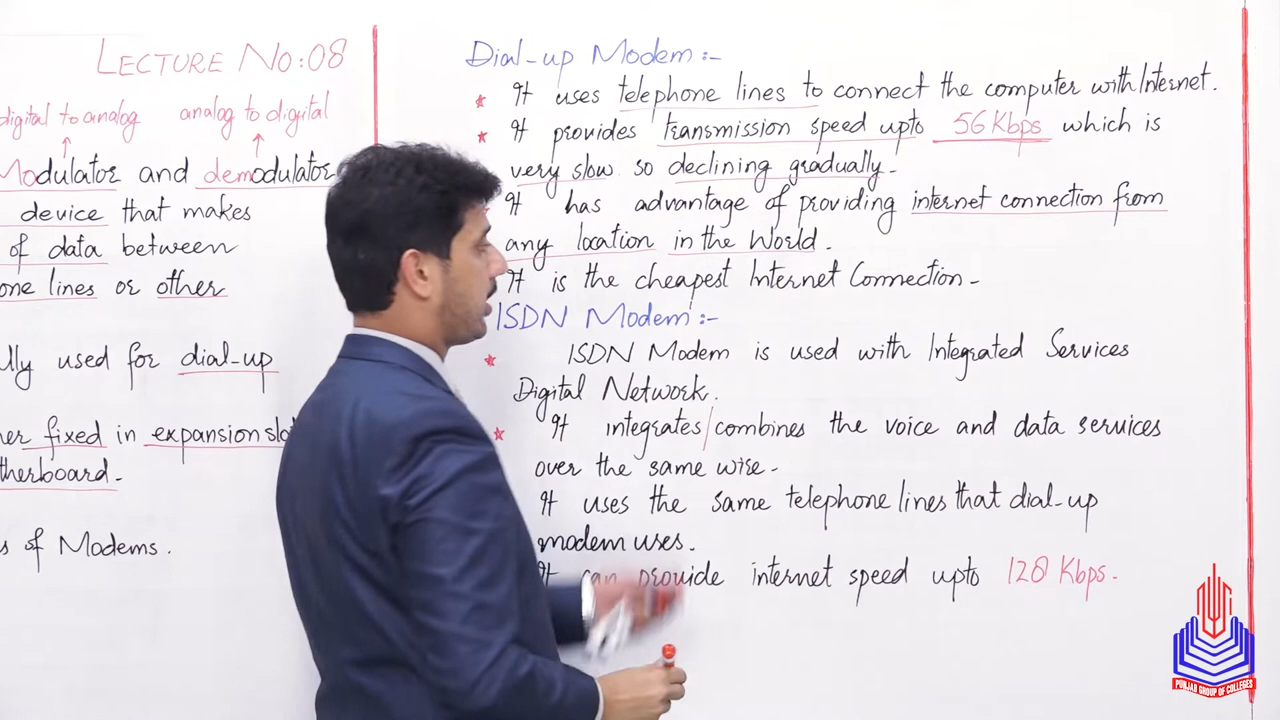 LECTURE No:08
digital to analog analog to digital
Modulator and demodulator
device that makes
of data between
one lines or other
lly used for dial-up
her fixed in expansion slo
therboard.
s of Modems.
Dial-up Modem:-
It uses telephone lines to connect the computer with Internet.
It provides transmission speed upto 56 Kbps which is
very slow so declining gradually.
It has advantage of providing internet connection from
any location in the World.
It is the cheapest Internet Connection-
ISDN Modem:-
ISDN Modem is used with Integrated Services
Digital Network.
It integrates/combines the voice and data services
over the same wire-
It uses the same telephone lines that dial-up
modem uses.
It can provide internet speed upto 128 Kbps.
PUNJAB GROUP OF COLLEGES